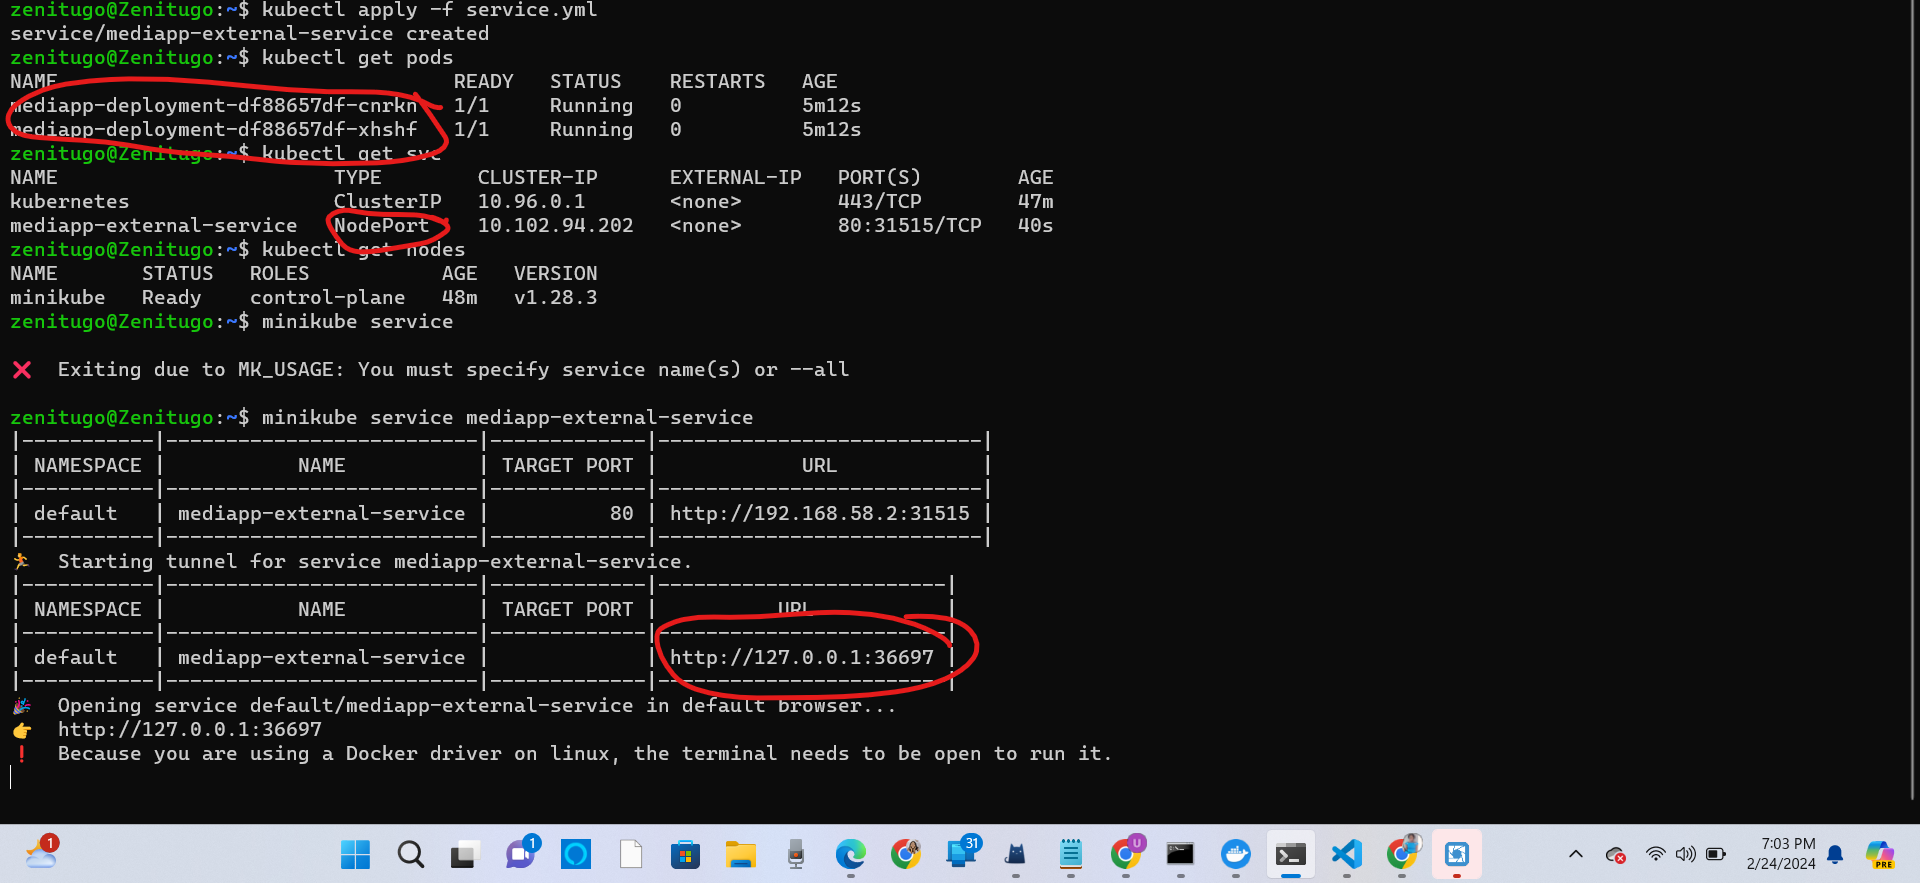 zenitugo@Zenitugo:~$ kubectl apply -f service.yml
service/mediapp-external-service created
zenitugo@Zenitugo:~$ kubectl get pods
NAME READY STATUS RESTARTS AGE
mediapp-deployment-df88657df-cnrkn 1/1 Running 0 5m12s
mediapp-deployment-df88657df-xhshf 1/1 Running 0 5m12s
zenitugo@Zenitugo:~$ kubectl get svc
NAME TYPE CLUSTER-IP EXTERNAL-IP PORT(S) AGE
kubernetes ClusterIP 10.96.0.1 <none> 443/TCP 47m
mediapp-external-service NodePort 10.102.94.202 <none> 80:31515/TCP 40s
zenitugo@Zenitugo:~$ kubectl get nodes
NAME STATUS ROLES AGE VERSION
minikube Ready control-plane 48m v1.28.3
zenitugo@Zenitugo:~$ minikube service
❌ Exiting due to MK_USAGE: You must specify service name(s) or --all
zenitugo@Zenitugo:~$ minikube service mediapp-external-service
|-----------|--------------------------|-------------|---------------------------|
| NAMESPACE | NAME | TARGET PORT | URL |
|-----------|--------------------------|-------------|---------------------------|
| default | mediapp-external-service | 80 | http://192.168.58.2:31515 |
|-----------|--------------------------|-------------|---------------------------|
🏃 Starting tunnel for service mediapp-external-service.
|-----------|--------------------------|-------------|------------------------|
| NAMESPACE | NAME | TARGET PORT | URL |
|-----------|--------------------------|-------------|------------------------|
| default | mediapp-external-service | | http://127.0.0.1:36697 |
|-----------|--------------------------|-------------|------------------------|
🎉 Opening service default/mediapp-external-service in default browser...
👉 http://127.0.0.1:36697
❗ Because you are using a Docker driver on linux, the terminal needs to be open to run it.
1
1
31
U
7:03 PM
2/24/2024
PRE